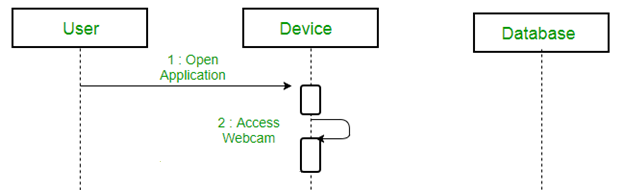 User
Device
Database
1 : Open
Application
2 : Access
Webcam